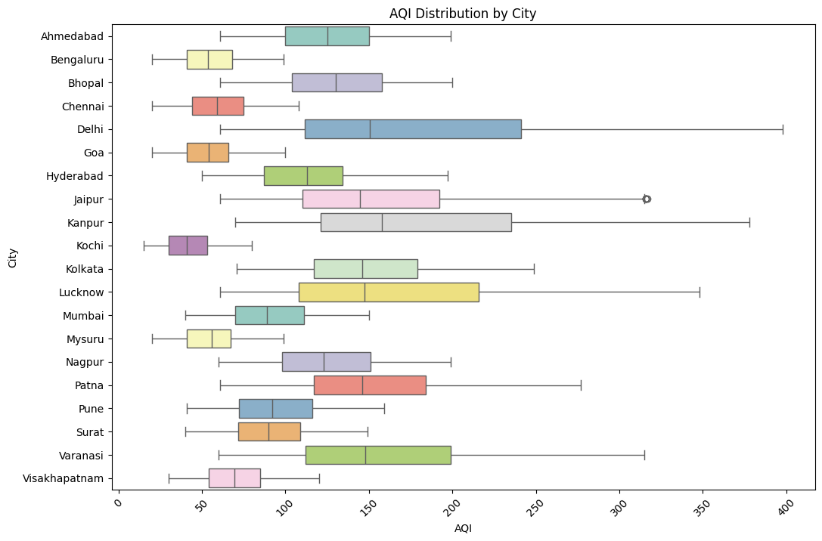 AQI Distribution by City
City
Ahmedabad
Bengaluru
Bhopal
Chennai
Delhi
Goa
Hyderabad
Jaipur
Kanpur
Kochi
Kolkata
Lucknow
Mumbai
Mysuru
Nagpur
Patna
Pune
Surat
Varanasi
Visakhapatnam
0 50 100 150 200 250 300 350 400
AQI